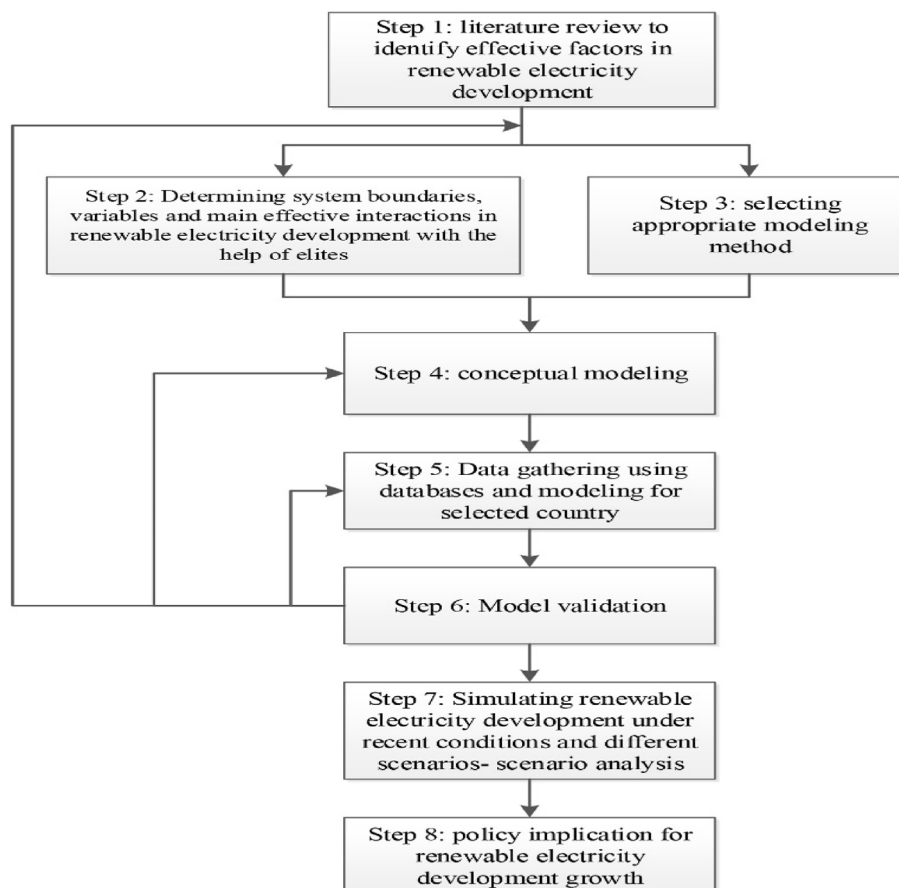 Step 1: literature review to
identify effective factors in
renewable electricity
development
Step 2: Determining system boundaries,
variables and main effective interactions in
renewable electricity development with the
help of elites
Step 3: selecting
appropriate modeling
method
Step 4: conceptual modeling
Step 5: Data gathering using
databases and modeling for
selected country
Step 6: Model validation
Step 7: Simulating renewable
electricity development under
recent conditions and different
scenarios- scenario analysis
Step 8: policy implication for
renewable electricity
development growth